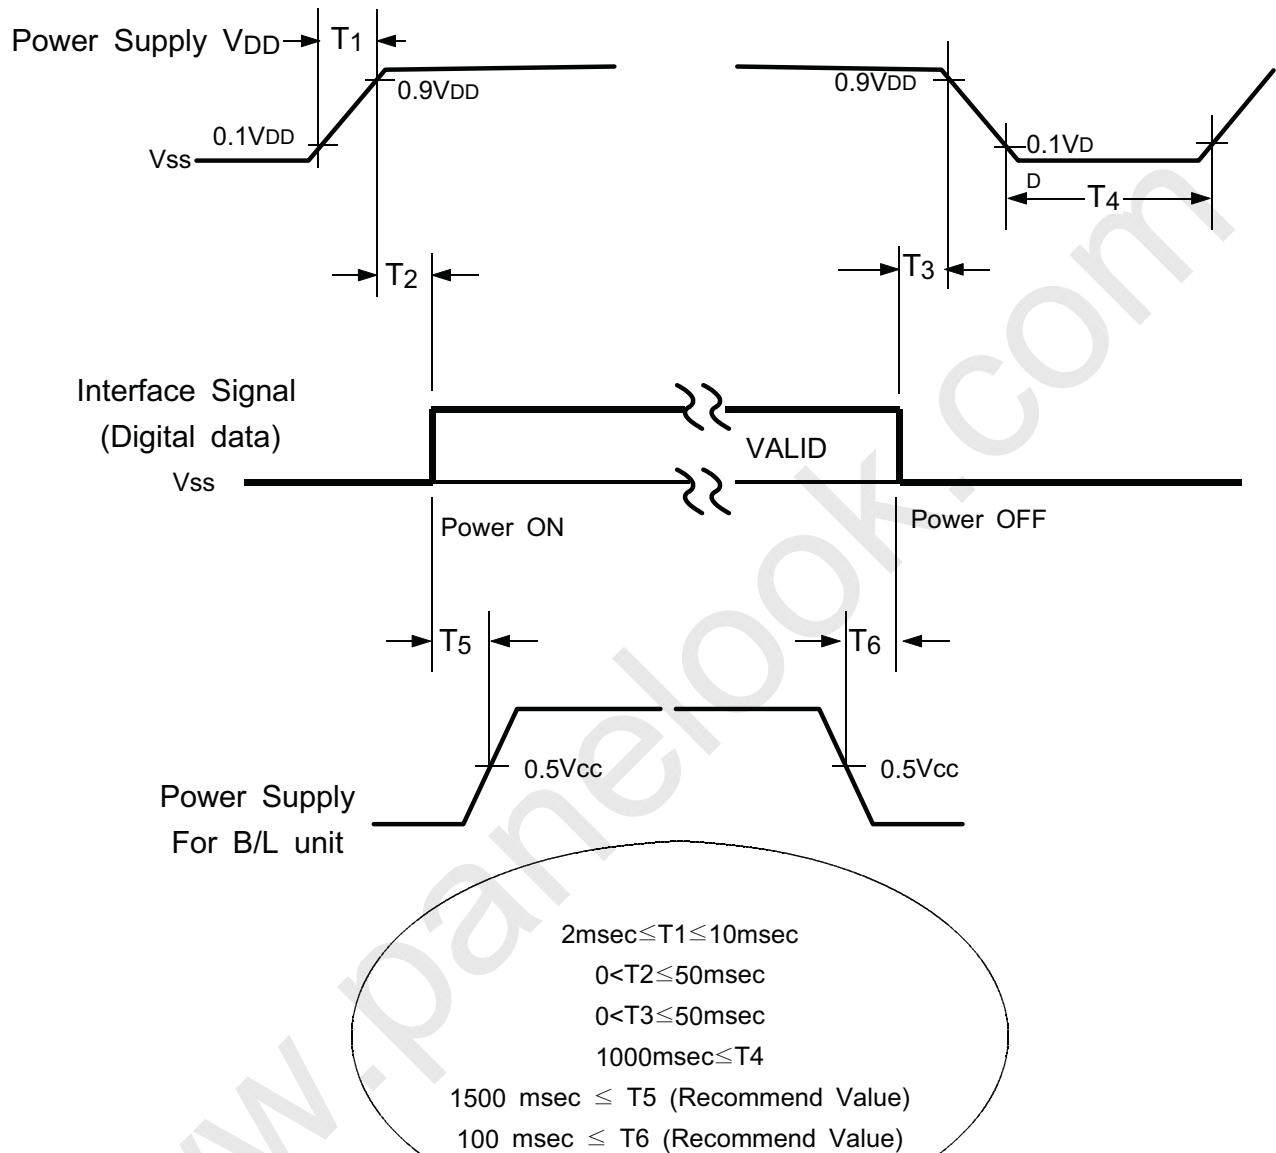 Power Supply VDD
T1
0.9VDD
0.9VDD
0.1VDD
Vss
0.1VD
D
T4
T2
T3
Interface Signal
(Digital data)
Vss
VALID
Power ON
Power OFF
T5
T6
0.5Vcc
0.5Vcc
Power Supply
For B/L unit
2msec≤T1≤10msec
0<T2≤50msec
0<T3≤50msec
1000msec≤T4
1500 msec ≤ T5 (Recommend Value)
100 msec ≤ T6 (Recommend Value)
w.panelook.com